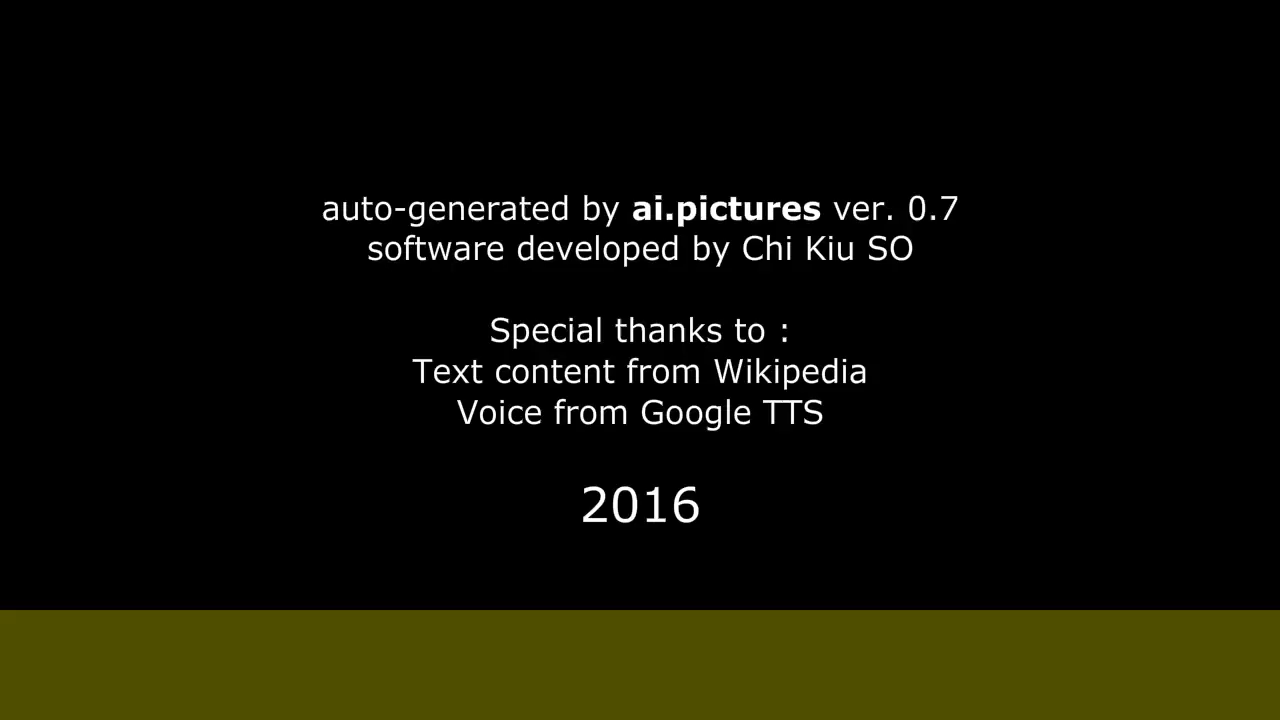 auto-generated by ai.pictures ver. 0.7
software developed by Chi Kiu SO
Special thanks to :
Text content from Wikipedia
Voice from Google TTS
2016